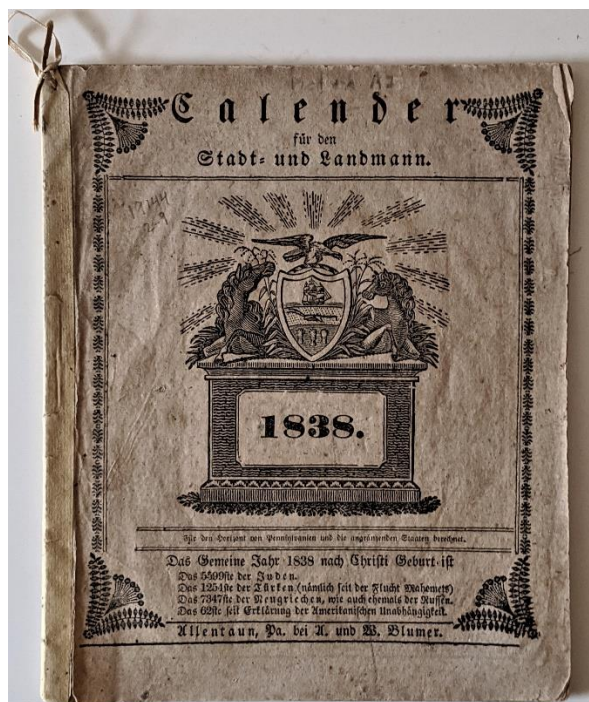 Calender
für den
Stadt- und Landmann.
1838.
Für den Horizont von Pennsylvanien und die angränzenden Staaten berechnet.
Das Gemeine Jahr 1838 nach Christi Geburt ist
Das 5599ste der Juden.
Das 1254ste der Türken (nämlich seit der Flucht Mahomets)
Das 7347ste der Neugriechen, wie auch ehemals der Russen.
Das 62ste seit Erklärung der Amerikanischen Unabhängigkeit.
Allentaun, Pa. bei A. und W. Blumer.